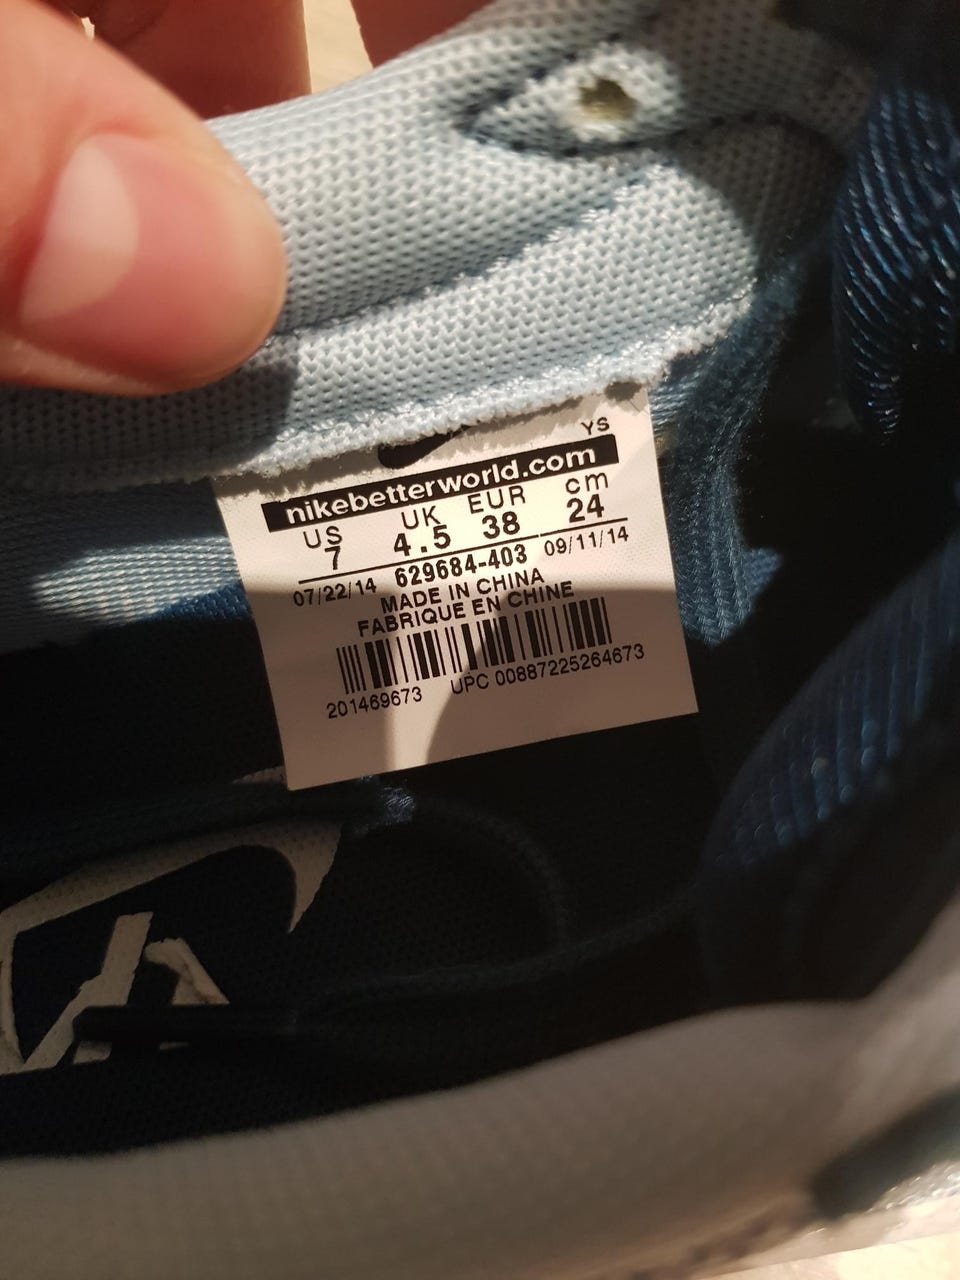 YS
nikebetterworld.com
US UK EUR cm
7 4.5 38 24
07/22/14 629684-403 09/11/14
MADE IN CHINA
FABRIQUE EN CHINE
201469673 UPC 00887225264673